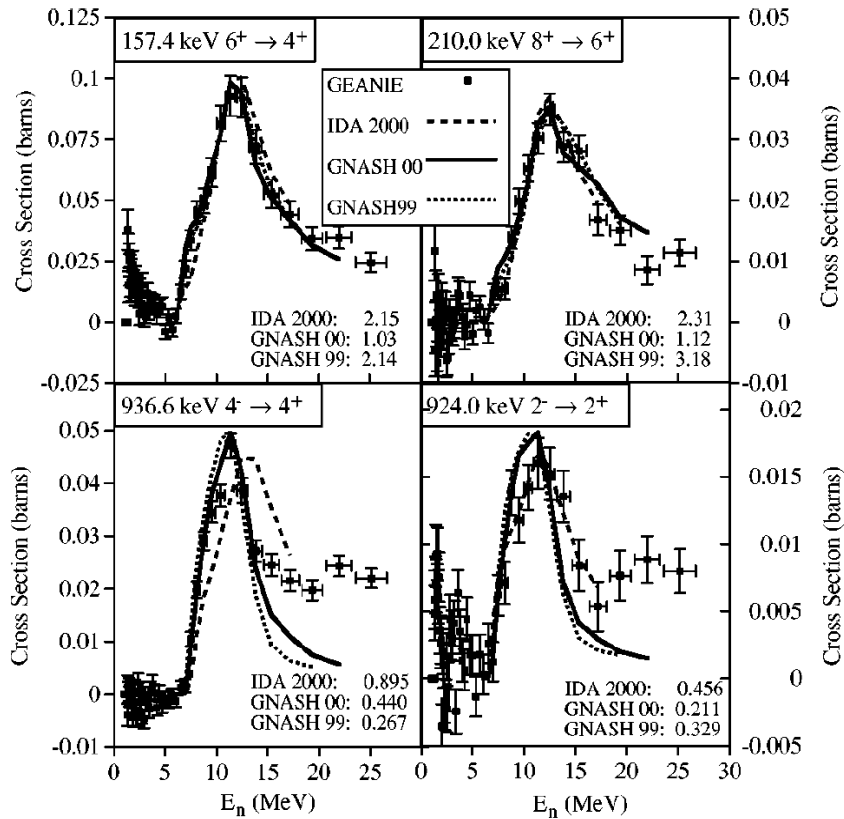 0.125
0.1
0.075
0.05
0.025
0
-0.025
Cross Section (barns)
157.4 keV 6+ → 4+
IDA 2000: 2.15
GNASH 00: 1.03
GNASH 99: 2.14
210.0 keV 8+ → 6+
GEANIE
IDA 2000
GNASH 00
GNASH99
IDA 2000: 2.31
GNASH 00: 1.12
GNASH 99: 3.18
0.05
0.04
0.03
0.02
0.01
0
-0.01
Cross Section (barns)
936.6 keV 4- → 4+
0.05
0.04
0.03
0.02
0.01
0
-0.01
Cross Section (barns)
IDA 2000: 0.895
GNASH 00: 0.440
GNASH 99: 0.267
0 5 10 15 20 25
En (MeV)
924.0 keV 2- → 2+
IDA 2000: 0.456
GNASH 00: 0.211
GNASH 99: 0.329
0.02
0.015
0.01
0.005
0
-0.005
Cross Section (barns)
0 5 10 15 20 25 30
En (MeV)